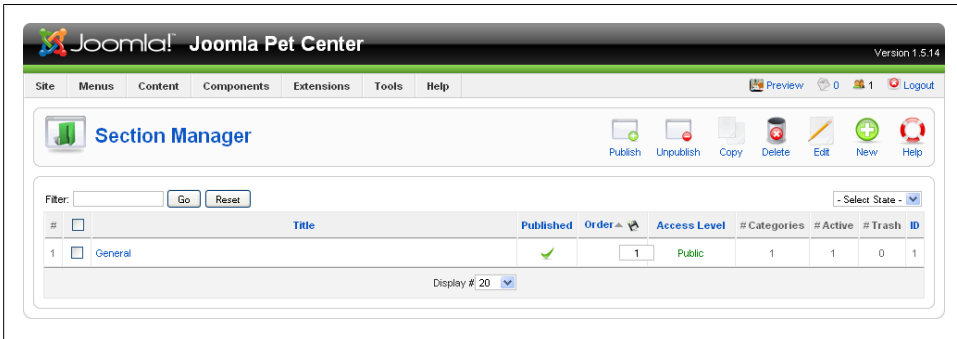 Joomla! Joomla Pet Center
Version 1.5.14
Site Menus Content Components Extensions Tools Help Preview 0 1 Logout
Section Manager
Publish Unpublish Copy Delete Edit New Help
Filter: Go Reset - Select State -
# Title Published Order Access Level # Categories # Active # Trash ID
1 General 1 Public 1 1 0 1
Display # 20